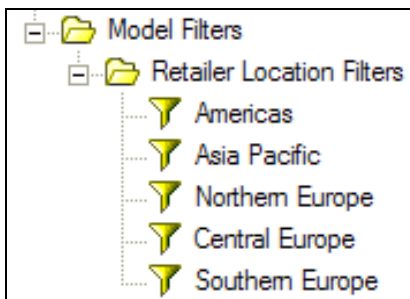 Model Filters
Retailer Location Filters
Americas
Asia Pacific
Northern Europe
Central Europe
Southern Europe